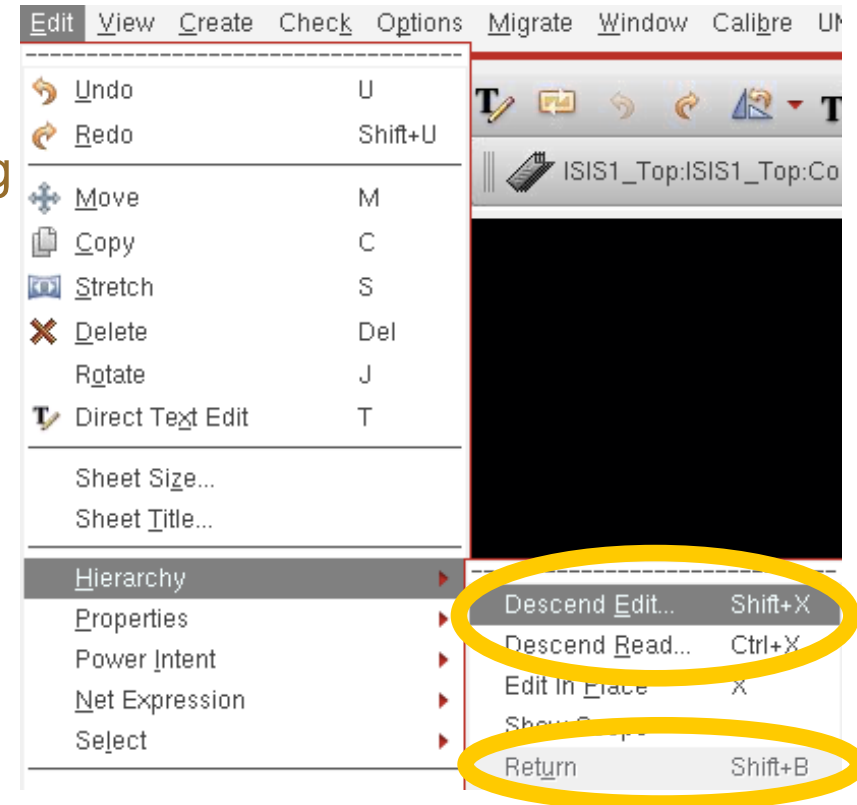 Edit View Create Check Options Migrate Window Calibre
Undo U
Redo Shift+U
ISIS1_Top:ISIS1_Top:Co
g
Move M
Copy C
Stretch S
Delete Del
Rotate J
Direct Text Edit T
Sheet Size...
Sheet Title...
Hierarchy
Properties
Power Intent
Net Expression
Select
Descend Edit... Shift+X
Descend Read... Ctrl+X
Edit In Place X
Show
Return Shift+B